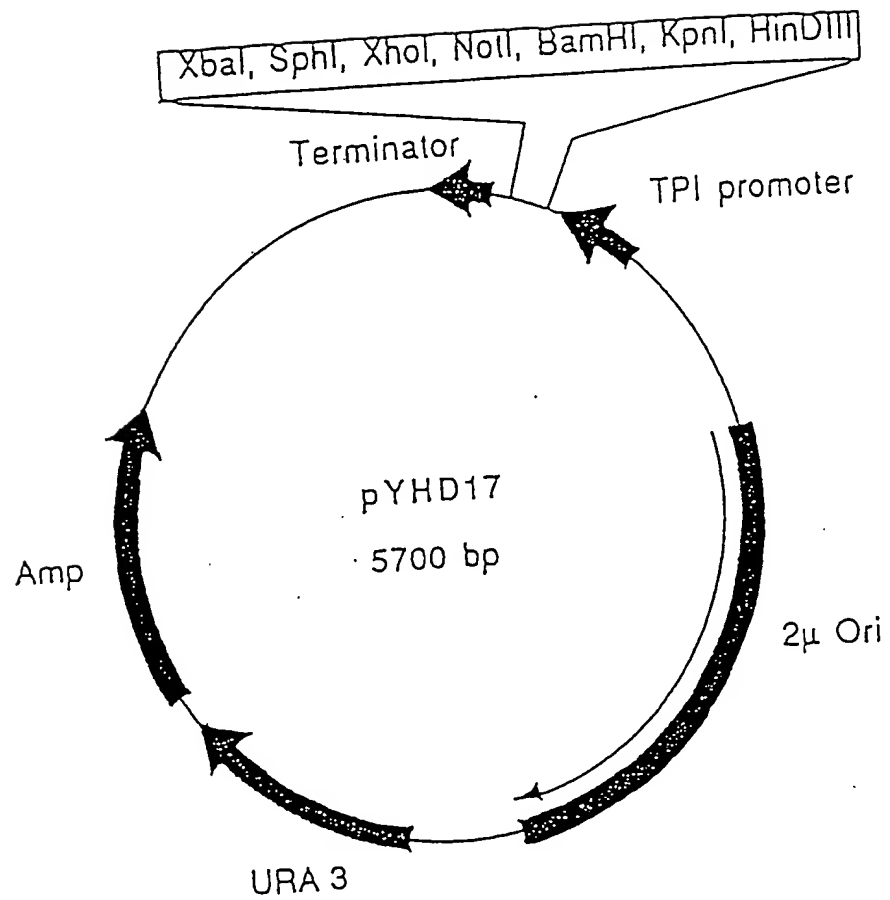 XbaI, SphI, XhoI, NotI, BamHI, KpnI, HinDIII
Terminator
TPI promoter
pYHD17
5700 bp
Amp
2µ Ori
URA 3